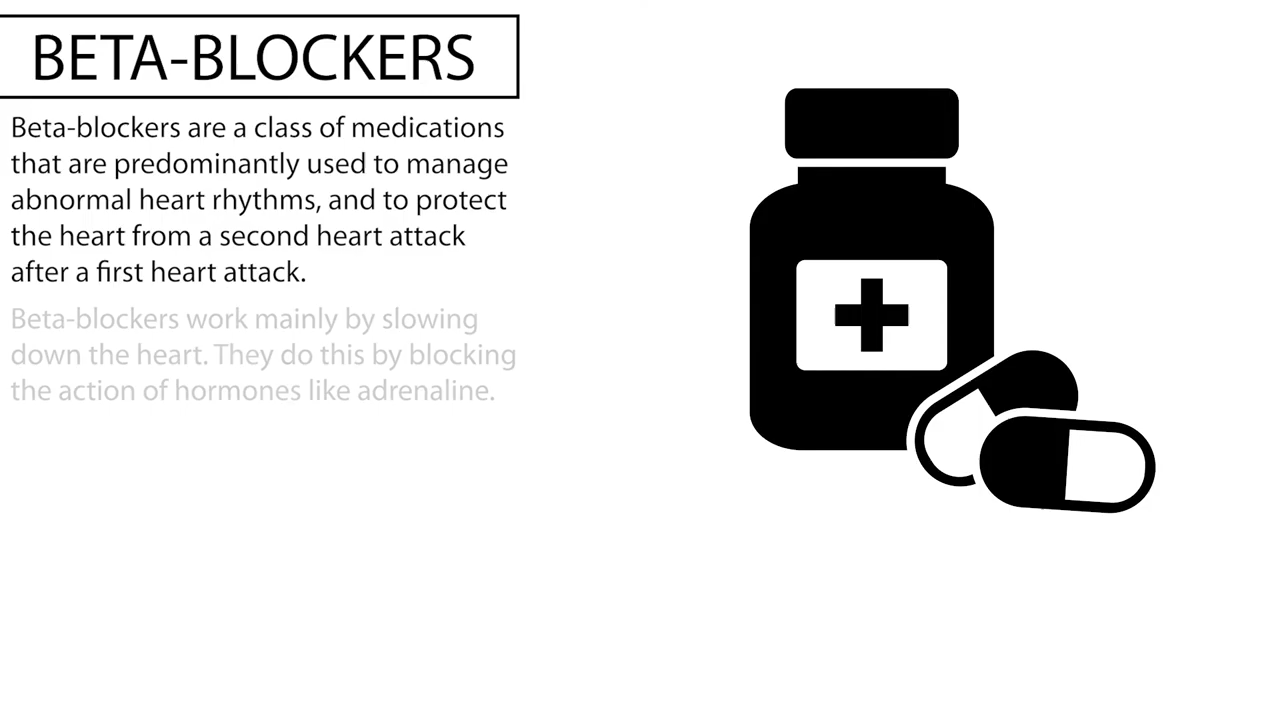 BETA-BLOCKERS
Beta-blockers are a class of medications
that are predominantly used to manage
abnormal heart rhythms, and to protect
the heart from a second heart attack
after a first heart attack.
Beta-blockers work mainly by slowing
down the heart. They do this by blocking
the action of hormones like adrenaline.